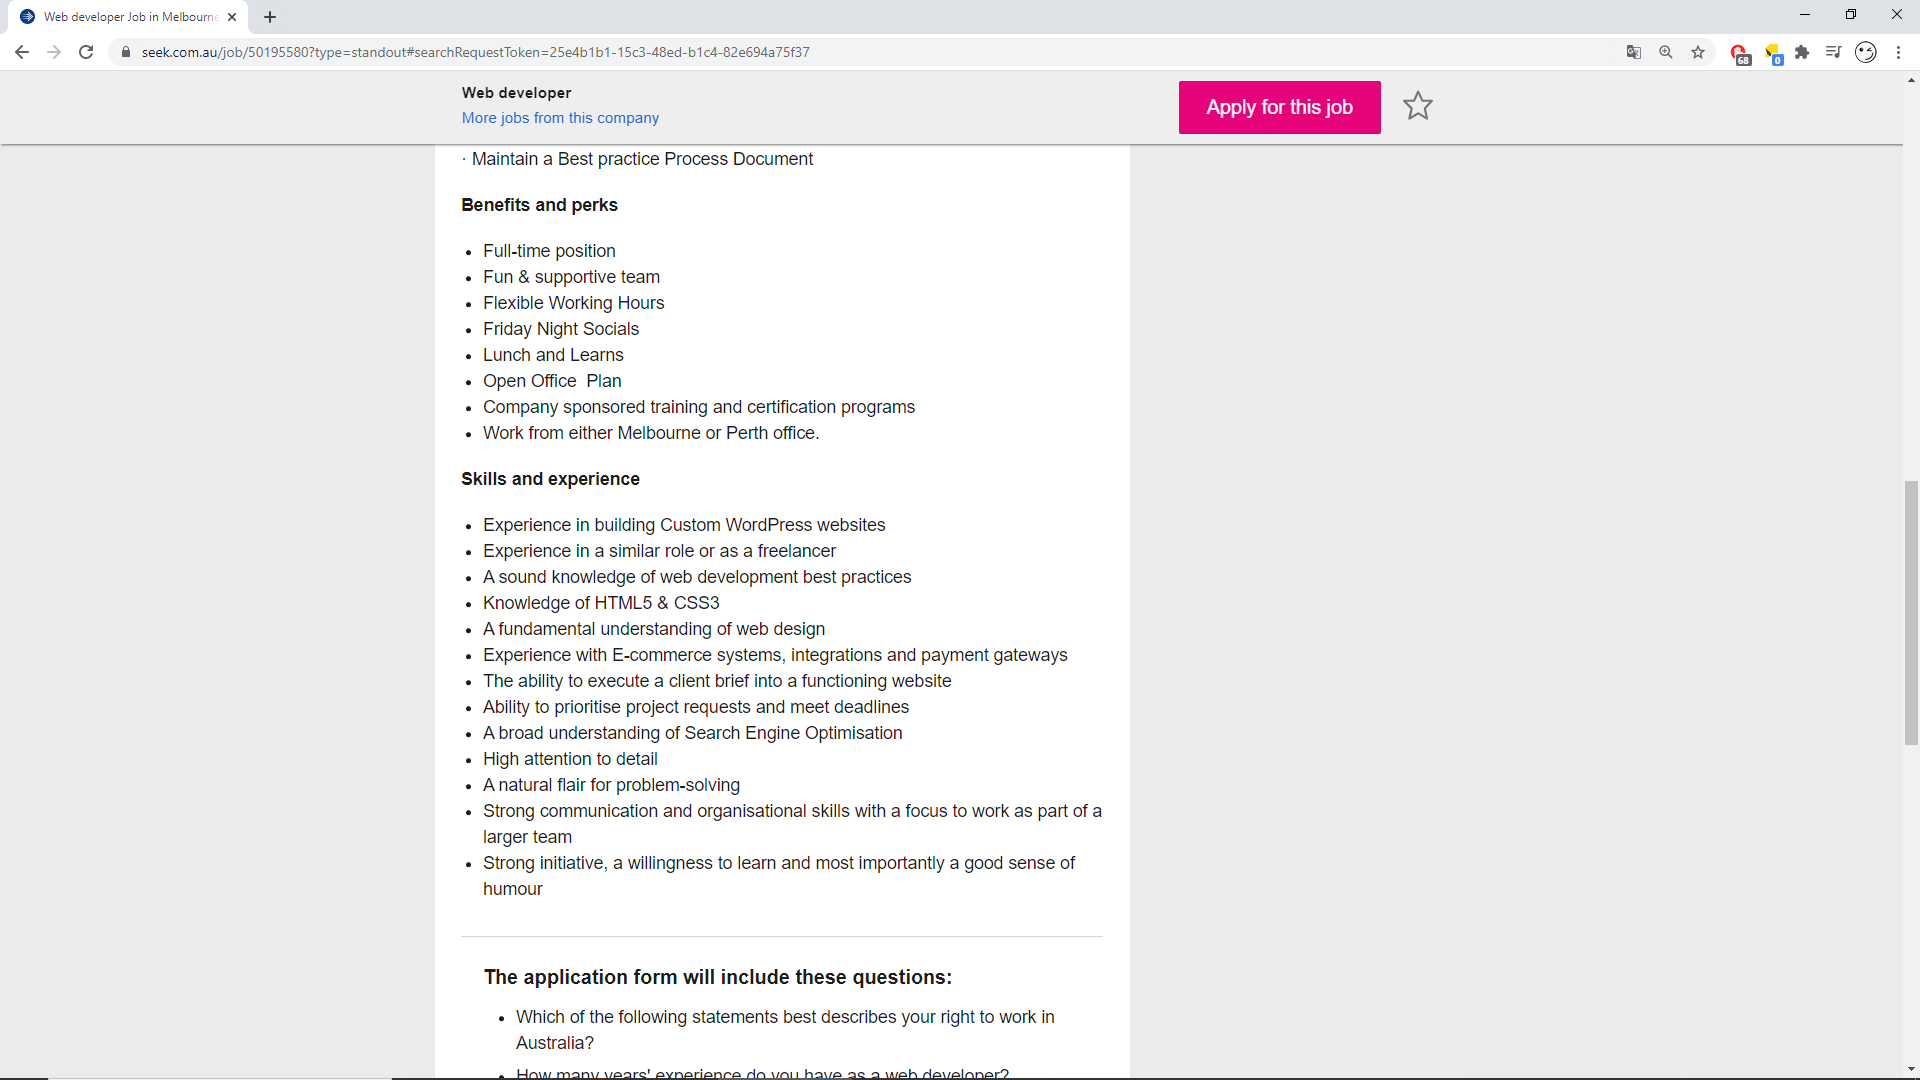 Web developer Job in Melbourne
seek.com.au/job/50195580?type=standout#searchRequestToken=25e4b1b1-15c3-48ed-b1c4-82e694a75f37
68
0
Web developer
More jobs from this company
Apply for this job
· Maintain a Best practice Process Document
Benefits and perks
• Full-time position
• Fun & supportive team
• Flexible Working Hours
• Friday Night Socials
• Lunch and Learns
• Open Office  Plan
• Company sponsored training and certification programs
• Work from either Melbourne or Perth office.
Skills and experience
• Experience in building Custom WordPress websites
• Experience in a similar role or as a freelancer
• A sound knowledge of web development best practices
• Knowledge of HTML5 & CSS3
• A fundamental understanding of web design
• Experience with E-commerce systems, integrations and payment gateways
• The ability to execute a client brief into a functioning website
• Ability to prioritise project requests and meet deadlines
• A broad understanding of Search Engine Optimisation
• High attention to detail
• A natural flair for problem-solving
• Strong communication and organisational skills with a focus to work as part of a
larger team
• Strong initiative, a willingness to learn and most importantly a good sense of
humour
The application form will include these questions:
• Which of the following statements best describes your right to work in
Australia?
• How many years' experience do you have as a web developer?